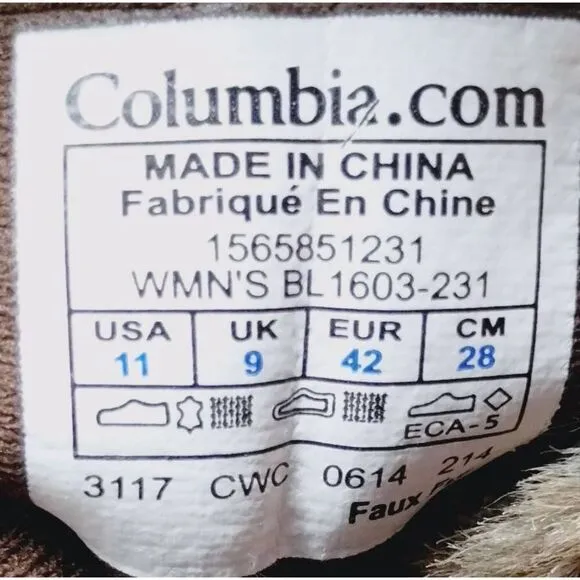 Columbia.com
MADE IN CHINA
Fabriqué En Chine
1565851231
WMN'S BL1603-231
USA UK EUR CM
11 9 42 28
ECA-5
3117 CWC 0614 214
Faux